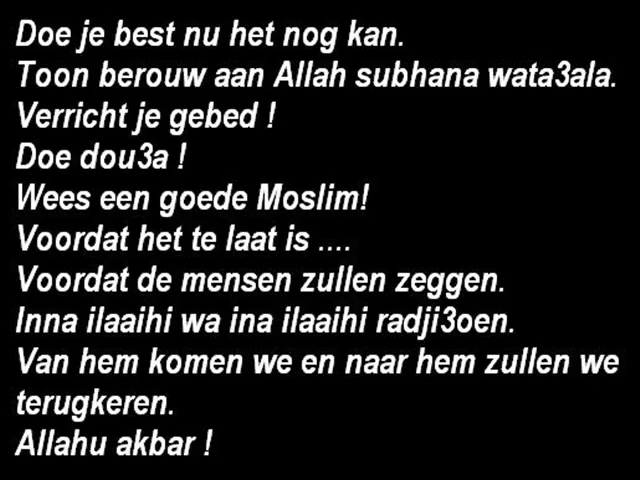 Doe je best nu het nog kan.
Toon berouw aan Allah subhana wata3ala.
Verricht je gebed !
Doe dou3a !
Wees een goede Moslim!
Voordat het te laat is ....
Voordat de mensen zullen zeggen.
Inna ilaaihi wa ina ilaaihi radji3oen.
Van hem komen we en naar hem zullen we
terugkeren.
Allahu akbar !